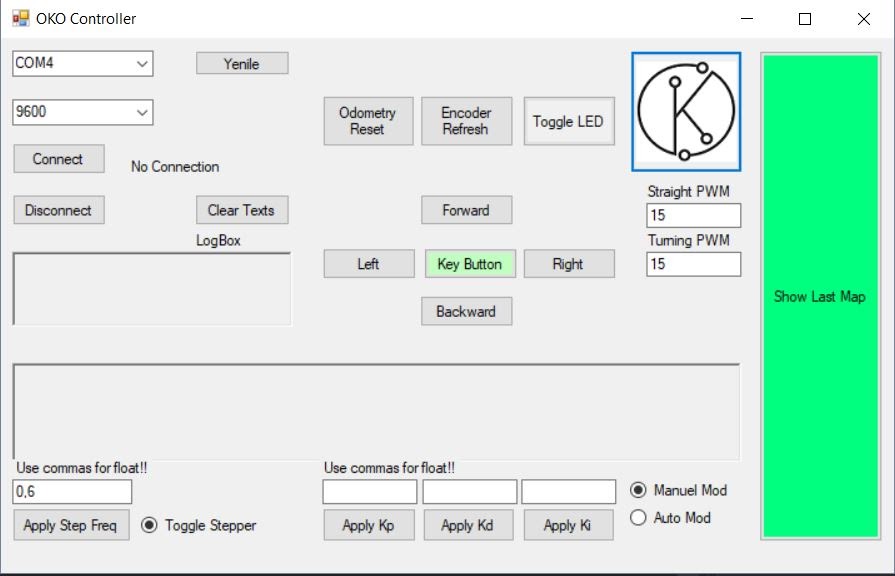 OKO Controller
COM4
Yenile
9600
Odometry
Reset
Encoder
Refresh
Toggle LED
Connect
No Connection
Straight PWM
15
Disconnect
Clear Texts
Forward
LogBox
Turning PWM
15
Left
Key Button
Right
Show Last Map
Backward
Use commas for float!!
Use commas for float!!
0,6
Manuel Mod
Apply Step Freq
Toggle Stepper
Apply Kp
Apply Kd
Apply Ki
Auto Mod